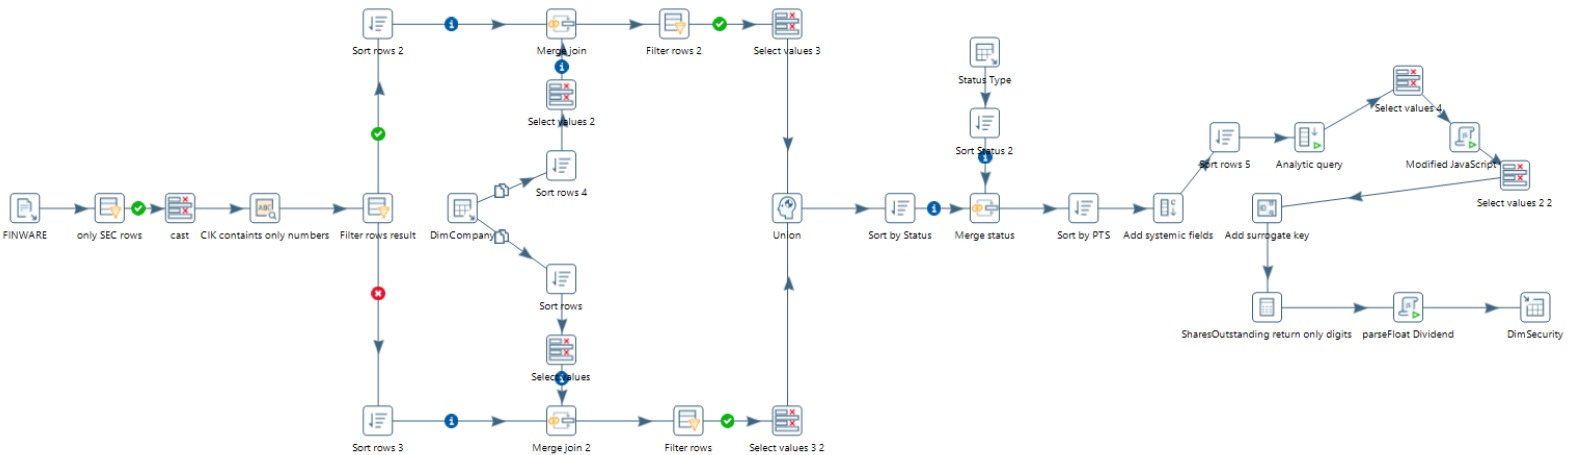 Sort rows 2
Merge join
Filter rows 2
Select values 3
Status Type
Select values 4
Select values 2
Sort Status 2
Sort rows 5
Analytic query
Modified JavaScript
Sort rows 4
Select values 2 2
FINWARE
only SEC rows
cast
CIK containts only numbers
Filter rows result
DimCompany
Union
Sort by Status
Merge status
Sort by PTS
Add systemic fields
Add surrogate key
Sort rows
SharesOutstanding return only digits
parseFloat Dividend
DimSecurity
Select values
Sort rows 3
Merge join 2
Filter rows
Select values 3 2